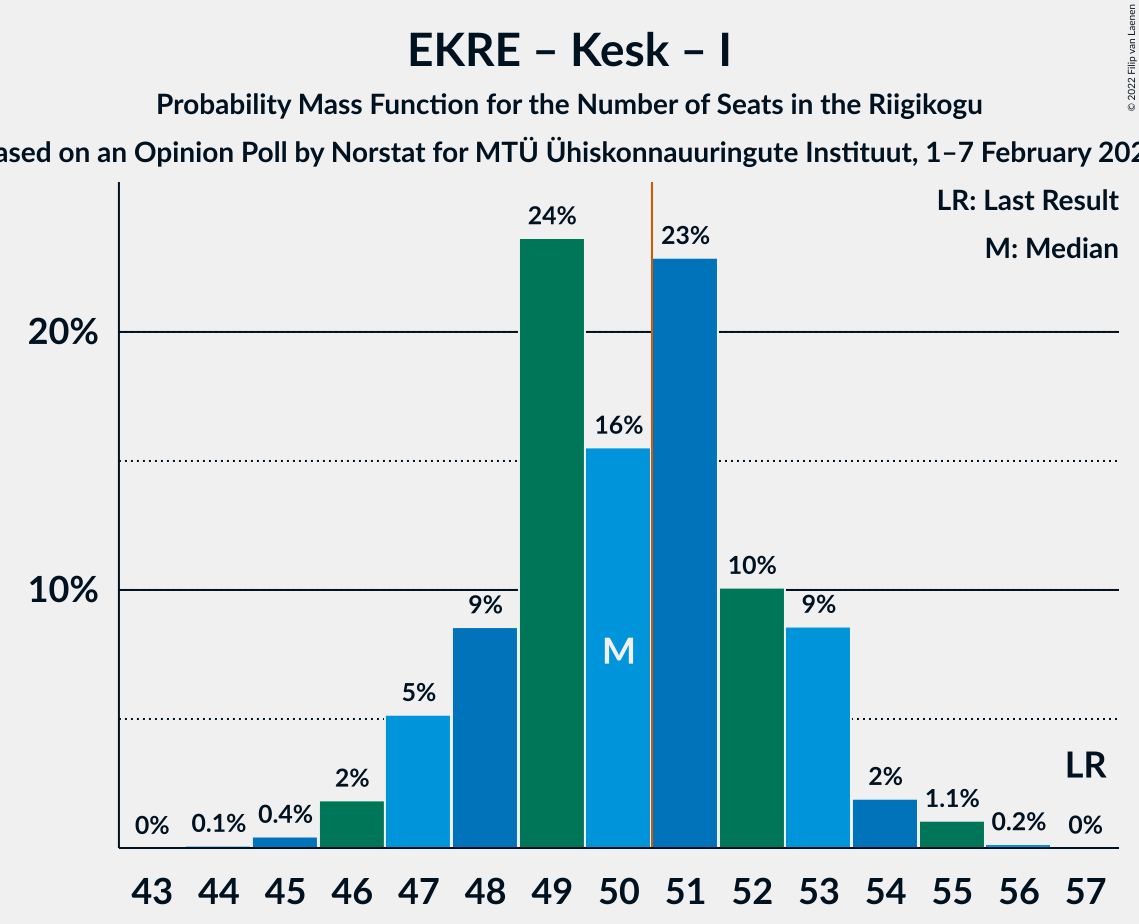 EKRE – Kesk – I
Probability Mass Function for the Number of Seats in the Riigikogu
ased on an Opinion Poll by Norstat for MTÜ Ühiskonnauuringute Instituut, 1–7 February 202
© 2022 Filip van Laenen
LR: Last Result
M: Median
20%
10%
0%
0.1%
0.4%
2%
5%
9%
24%
16%
M
23%
10%
9%
2%
1.1%
0.2%
LR
0%
43 44 45 46 47 48 49 50 51 52 53 54 55 56 57